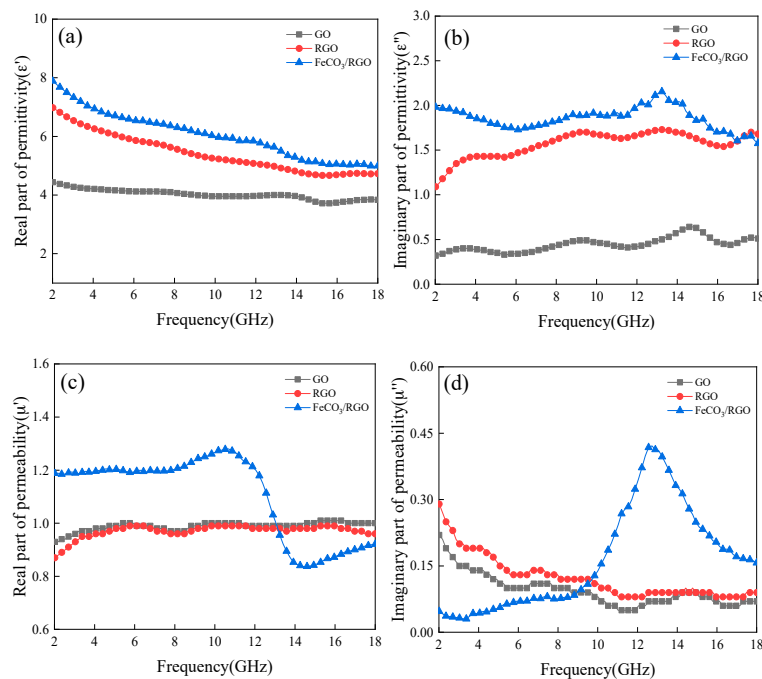 (a)
GO
RGO
FeCO3/RGO
Real part of permittivity(ε')
10
8
6
4
2
2 4 6 8 10 12 14 16 18
Frequency(GHz)
(b)
GO
RGO
FeCO3/RGO
Imaginary part of permittivity(ε'')
3.0
2.5
2.0
1.5
1.0
0.5
0.0
2 4 6 8 10 12 14 16 18
Frequency(GHz)
(c)
GO
RGO
FeCO3/RGO
Real part of permeability(μ')
1.6
1.4
1.2
1.0
0.8
0.6
2 4 6 8 10 12 14 16 18
Frequency(GHz)
(d)
GO
RGO
FeCO3/RGO
Imaginary part of permeability(μ'')
0.60
0.45
0.30
0.15
0.00
2 4 6 8 10 12 14 16 18
Frequency(GHz)